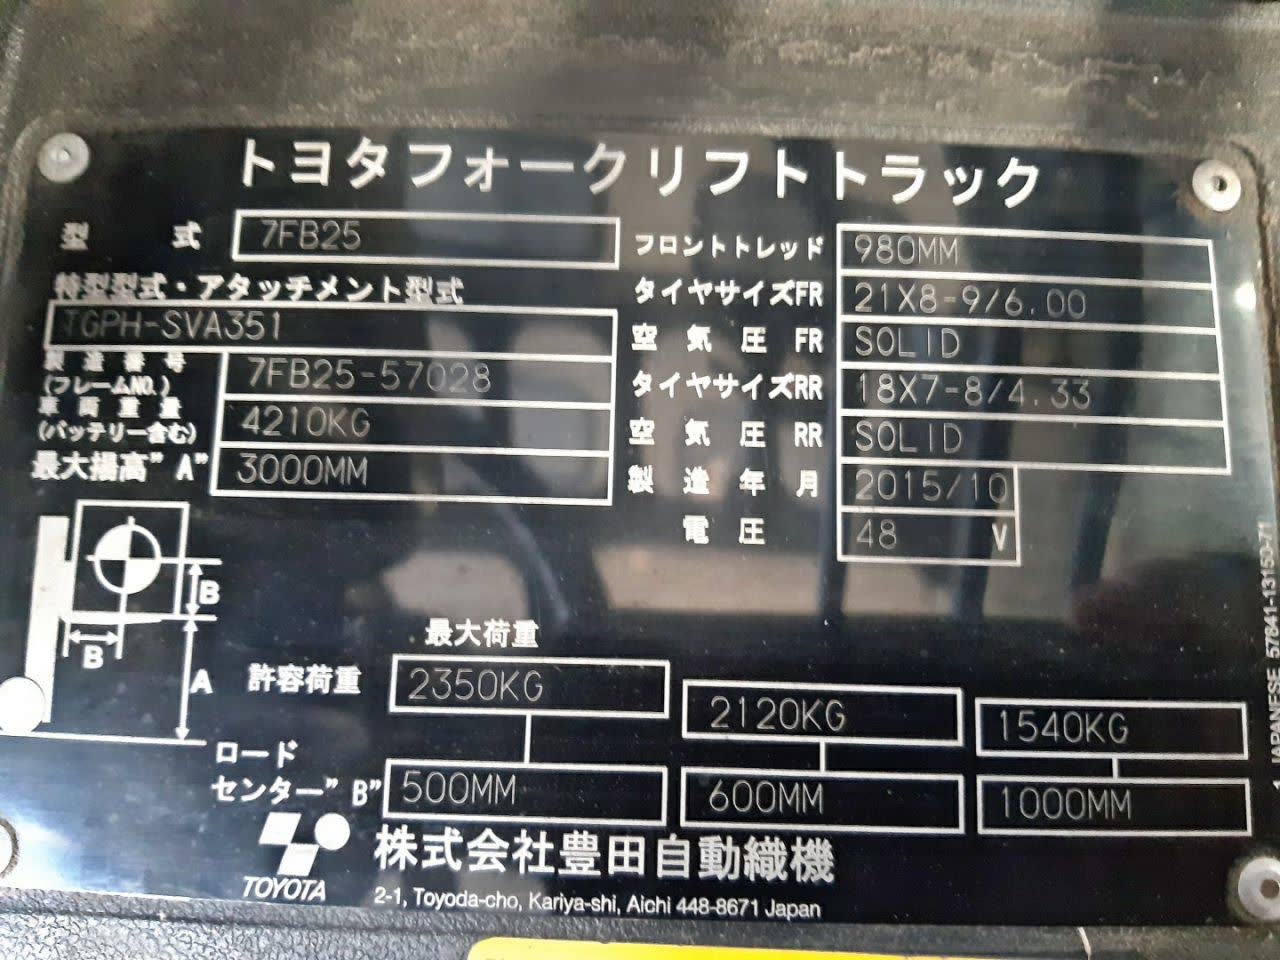 トヨタフォークリフトトラック
型 式 7FB25
特型型式・アタッチメント型式
TGPH-SVA351
製造番号
(フレームNO.) 7FB25-57028
車両重量
(バッテリー含む) 4210KG
最大揚高"A" 3000MM
フロントトレッド 980MM
タイヤサイズFR 21X8-9/6.00
空気圧 FR SOLID
タイヤサイズRR 18X7-8/4.33
空気圧 RR SOLID
製造年月 2015/10
電圧 48 V
B
B
A
最大荷重
許容荷重 2350KG 2120KG 1540KG
ロード
センター"B" 500MM 600MM 1000MM
TOYOTA
株式会社豊田自動織機
2-1, Toyoda-cho, Kariya-shi, Aichi 448-8671 Japan
JAPANESE 57641-13150-71